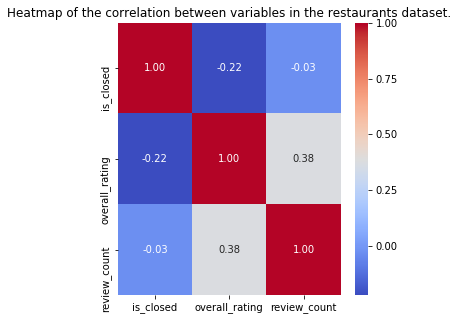 Heatmap of the correlation between variables in the restaurants dataset.
is_closed
1.00
-0.22
-0.03
overall_rating
-0.22
1.00
0.38
review_count
-0.03
0.38
1.00
is_closed
overall_rating
review_count
1.00
0.75
0.50
0.25
0.00